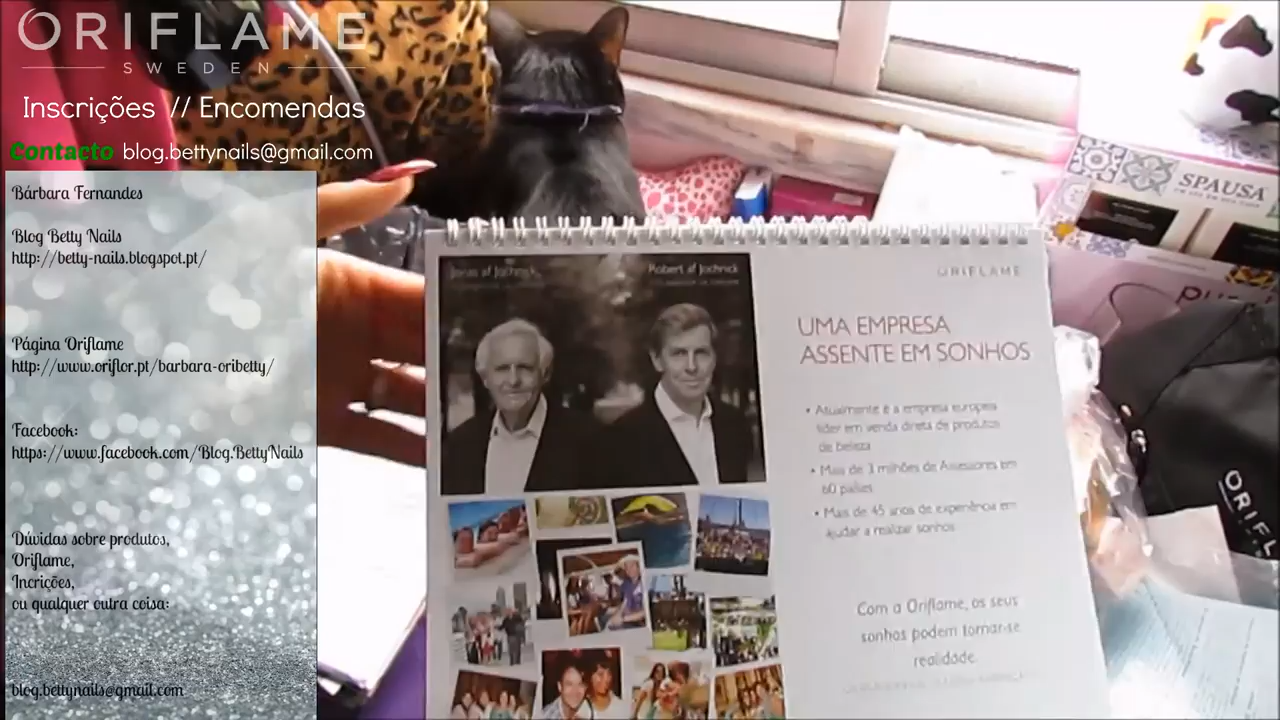 ORIFLAME
SWEDEN
Inscrições // Encomendas
Contacto blog.bettynails@gmail.com
Bárbara Fernandes
Blog Betty Nails
http://betty-nails.blogspot.pt/
Página Oriflame
http://www.oriflor.pt/barbara-oribetty/
Facebook:
https://www.facebook.com/Blog.BettyNails
Dúvidas sobre produtos,
Oriflame,
Incrições,
ou qualquer outra coisa:
blog.bettynails@gmail.com
Jonas af Jochnick
Robert af Jochnick
ORIFLAME
UMA EMPRESA
ASSENTE EM SONHOS
• Atualmente é a empresa europeia
líder em venda direta de produtos
de beleza
• Mais de 3 milhões de Assessores em
60 países
• Mais de 45 anos de experiência em
ajudar a realizar sonhos
Com a Oriflame, os seus
sonhos podem tornar-se
realidade.
SPAUSA
ORIFL